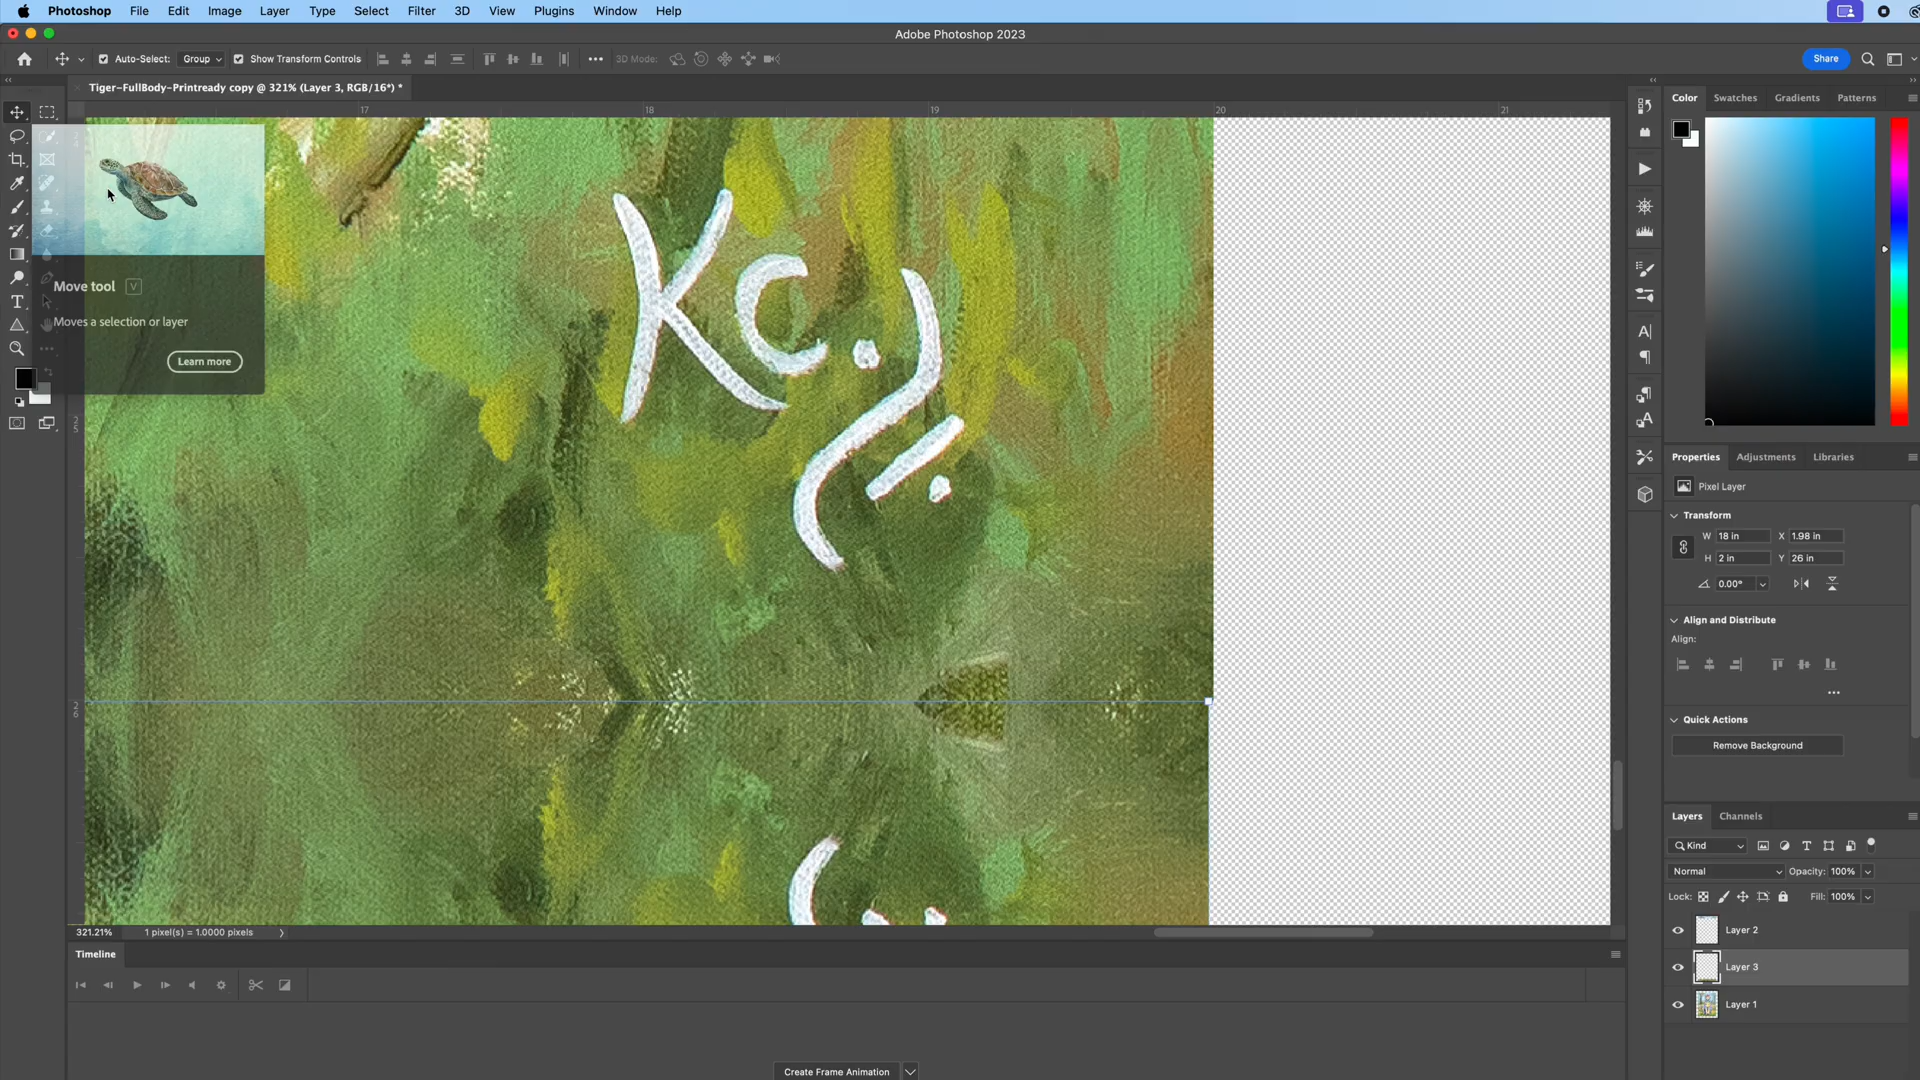 Photoshop File Edit Image Layer Type Select Filter 3D View Plugins Window Help
Adobe Photoshop 2023
Auto-Select: Group Show Transform Controls 3D Mode: Share
Tiger-FullBody-Printready copy @ 321% (Layer 3, RGB/16*) *
17 18 19 20 21
Move tool V
Moves a selection or layer
Learn more
Kc.
25
26
321.21% 1 pixel(s) = 1.0000 pixels
Timeline
Create Frame Animation
Color Swatches Gradients Patterns
Properties Adjustments Libraries
Pixel Layer
Transform
W 18 in X 1.98 in
H 2 in Y 26 in
0.00°
Align and Distribute
Align:
Quick Actions
Remove Background
Layers Channels
Kind
Normal Opacity: 100%
Lock: Fill: 100%
Layer 2
Layer 3
Layer 1